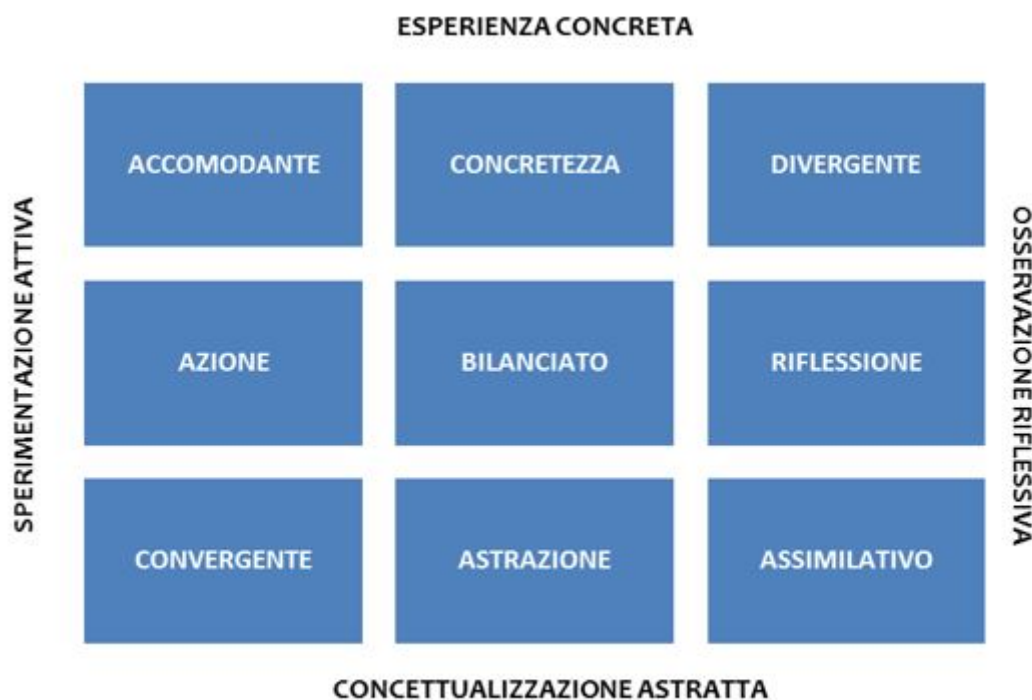 ESPERIENZA CONCRETA
ACCOMODANTE
CONCRETEZZA
DIVERGENTE
SPERIMENTAZIONE ATTIVA
AZIONE
BILANCIATO
RIFLESSIONE
OSSERVAZIONE RIFLESSIVA
CONVERGENTE
ASTRAZIONE
ASSIMILATIVO
CONCETTUALIZZAZIONE ASTRATTA